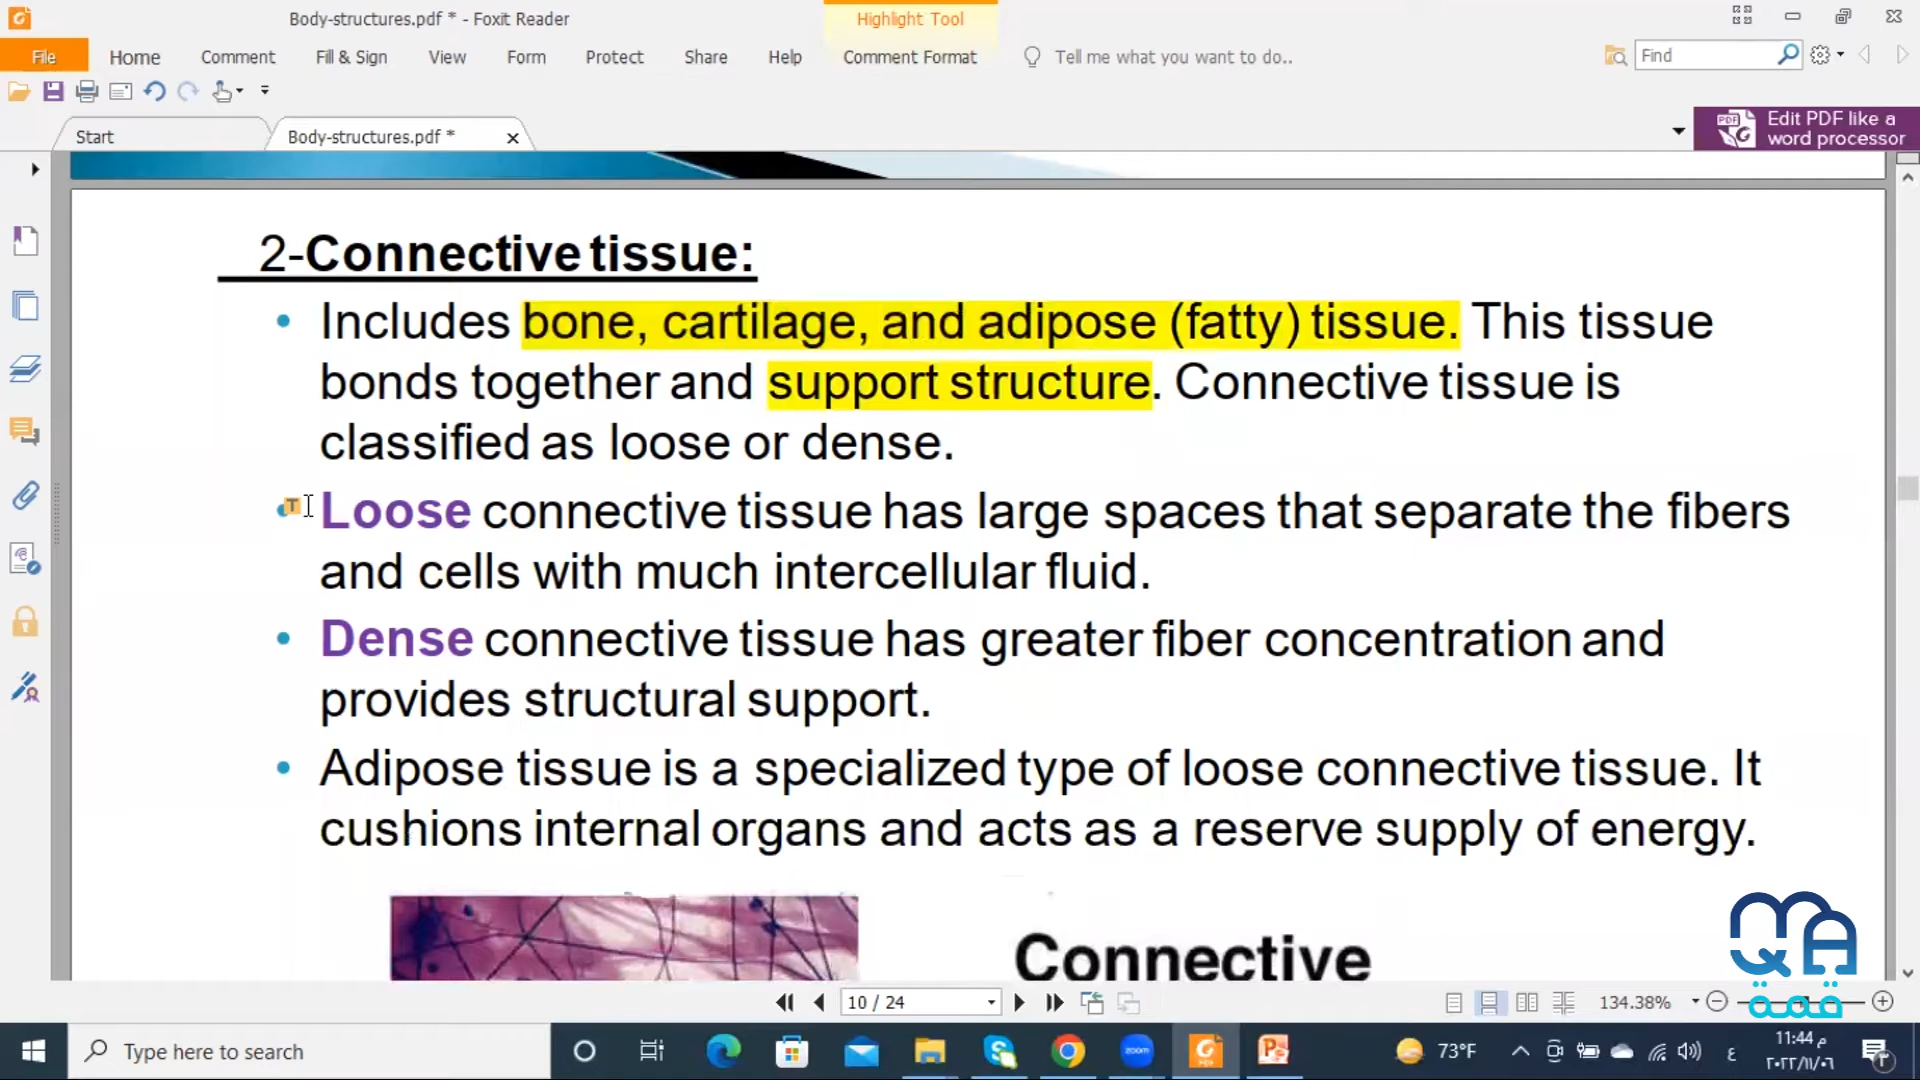 Body-structures.pdf * - Foxit Reader
Highlight Tool
File Home Comment Fill & Sign View Form Protect Share Help Comment Format Tell me what you want to do.. Find
Start
Body-structures.pdf *
Edit PDF like a
word processor
2-Connective tissue:
• Includes bone, cartilage, and adipose (fatty) tissue. This tissue
bonds together and support structure. Connective tissue is
classified as loose or dense.
• Loose connective tissue has large spaces that separate the fibers
and cells with much intercellular fluid.
• Dense connective tissue has greater fiber concentration and
provides structural support.
• Adipose tissue is a specialized type of loose connective tissue. It
cushions internal organs and acts as a reserve supply of energy.
Connective
QMA
قمة
10 / 24
134.38%
Type here to search
zoom
73°F
ع
11:44 م
٢٠٢٢/١١/٠٦